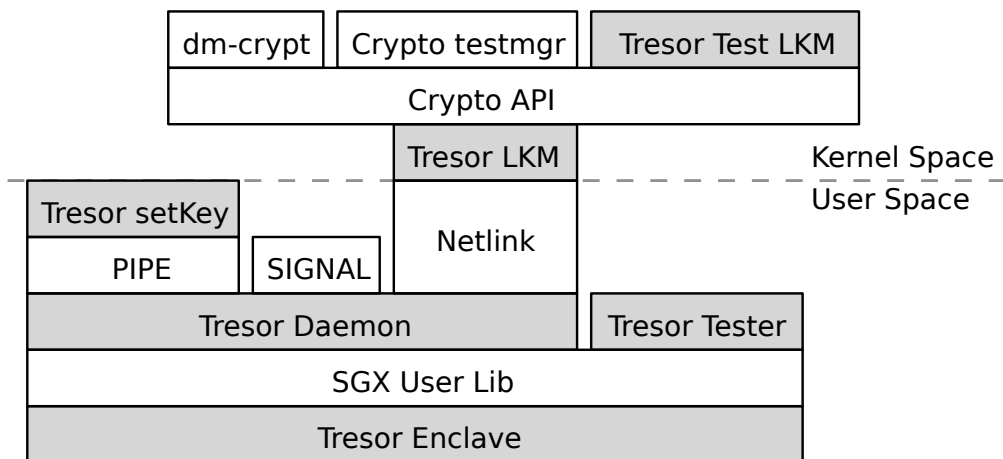 dm-crypt
Crypto testmgr
Tresor Test LKM
Crypto API
Tresor LKM
Kernel Space
User Space
Tresor setKey
Netlink
PIPE
SIGNAL
Tresor Daemon
Tresor Tester
SGX User Lib
Tresor Enclave